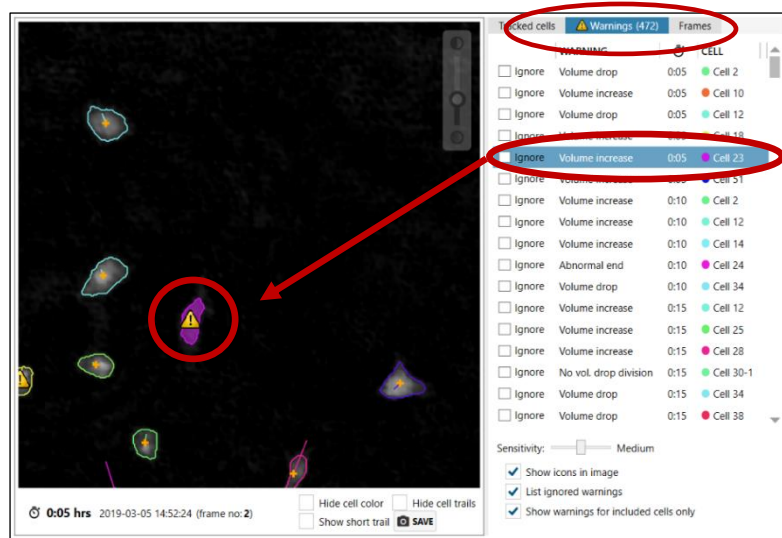 Tracked cells Warnings (472) Frames
WARNING CELL
Ignore Volume drop 0:05 Cell 2
Ignore Volume increase 0:05 Cell 10
Ignore Volume drop 0:05 Cell 12
Ignore Volume increase 0:05 Cell 18
Ignore Volume increase 0:05 Cell 23
Ignore Volume increase 0:05 Cell 51
Ignore Volume increase 0:10 Cell 2
Ignore Volume increase 0:10 Cell 12
Ignore Volume increase 0:10 Cell 14
Ignore Abnormal end 0:10 Cell 24
Ignore Volume drop 0:10 Cell 34
Ignore Volume increase 0:15 Cell 12
Ignore Volume increase 0:15 Cell 25
Ignore Volume increase 0:15 Cell 28
Ignore No vol. drop division 0:15 Cell 30-1
Ignore Volume drop 0:15 Cell 34
Ignore Volume drop 0:15 Cell 38
Sensitivity: Medium
Show icons in image
List ignored warnings
Show warnings for included cells only
0:05 hrs 2019-03-05 14:52:24 (frame no: 2)
Hide cell color Hide cell trails
Show short trail SAVE